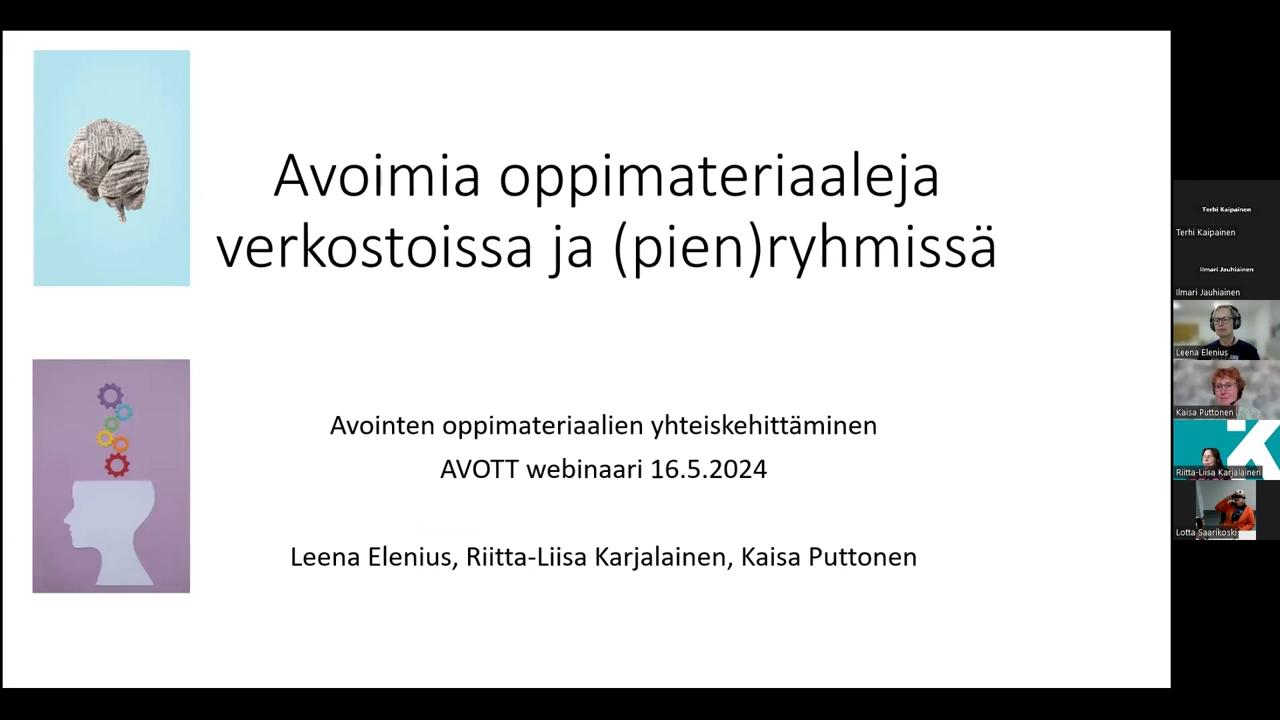 Avoimia oppimateriaaleja
verkostoissa ja (pien)ryhmissä
Avointen oppimateriaalien yhteiskehittäminen
AVOTT webinaari 16.5.2024
Leena Elenius, Riitta-Liisa Karjalainen, Kaisa Puttonen
Terhi Kaipainen
Terhi Kaipainen
Ilmari Jauhiainen
Ilmari Jauhiainen
Leena Elenius
Kaisa Puttonen
Riitta-Liisa Karjalainen
Lotta Saarikoski